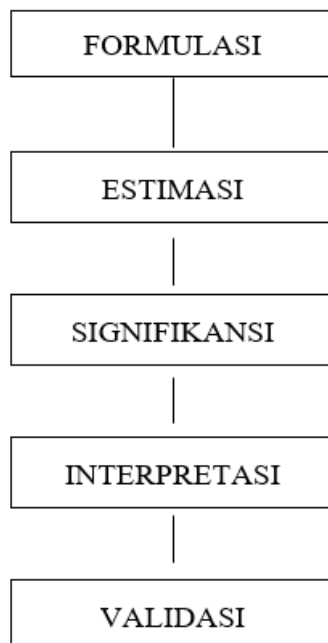 FORMULASI
ESTIMASI
SIGNIFIKANSI
INTERPRETASI
VALIDASI